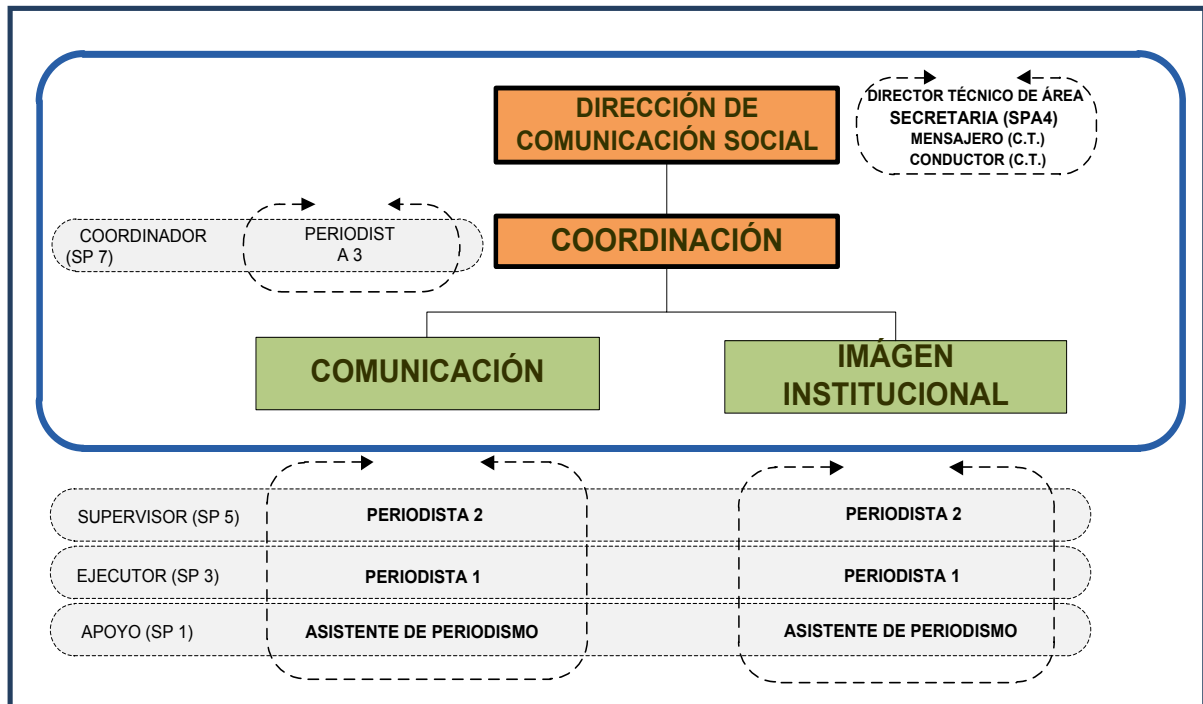 DIRECCIÓN DE
COMUNICACIÓN SOCIAL
DIRECTOR TÉCNICO DE ÁREA
SECRETARIA (SPA4)
MENSAJERO (C.T.)
CONDUCTOR (C.T.)
COORDINADOR
(SP 7)
PERIODIST
A 3
COORDINACIÓN
COMUNICACIÓN
IMÁGEN
INSTITUCIONAL
SUPERVISOR (SP 5)
PERIODISTA 2
PERIODISTA 2
EJECUTOR (SP 3)
PERIODISTA 1
PERIODISTA 1
APOYO (SP 1)
ASISTENTE DE PERIODISMO
ASISTENTE DE PERIODISMO